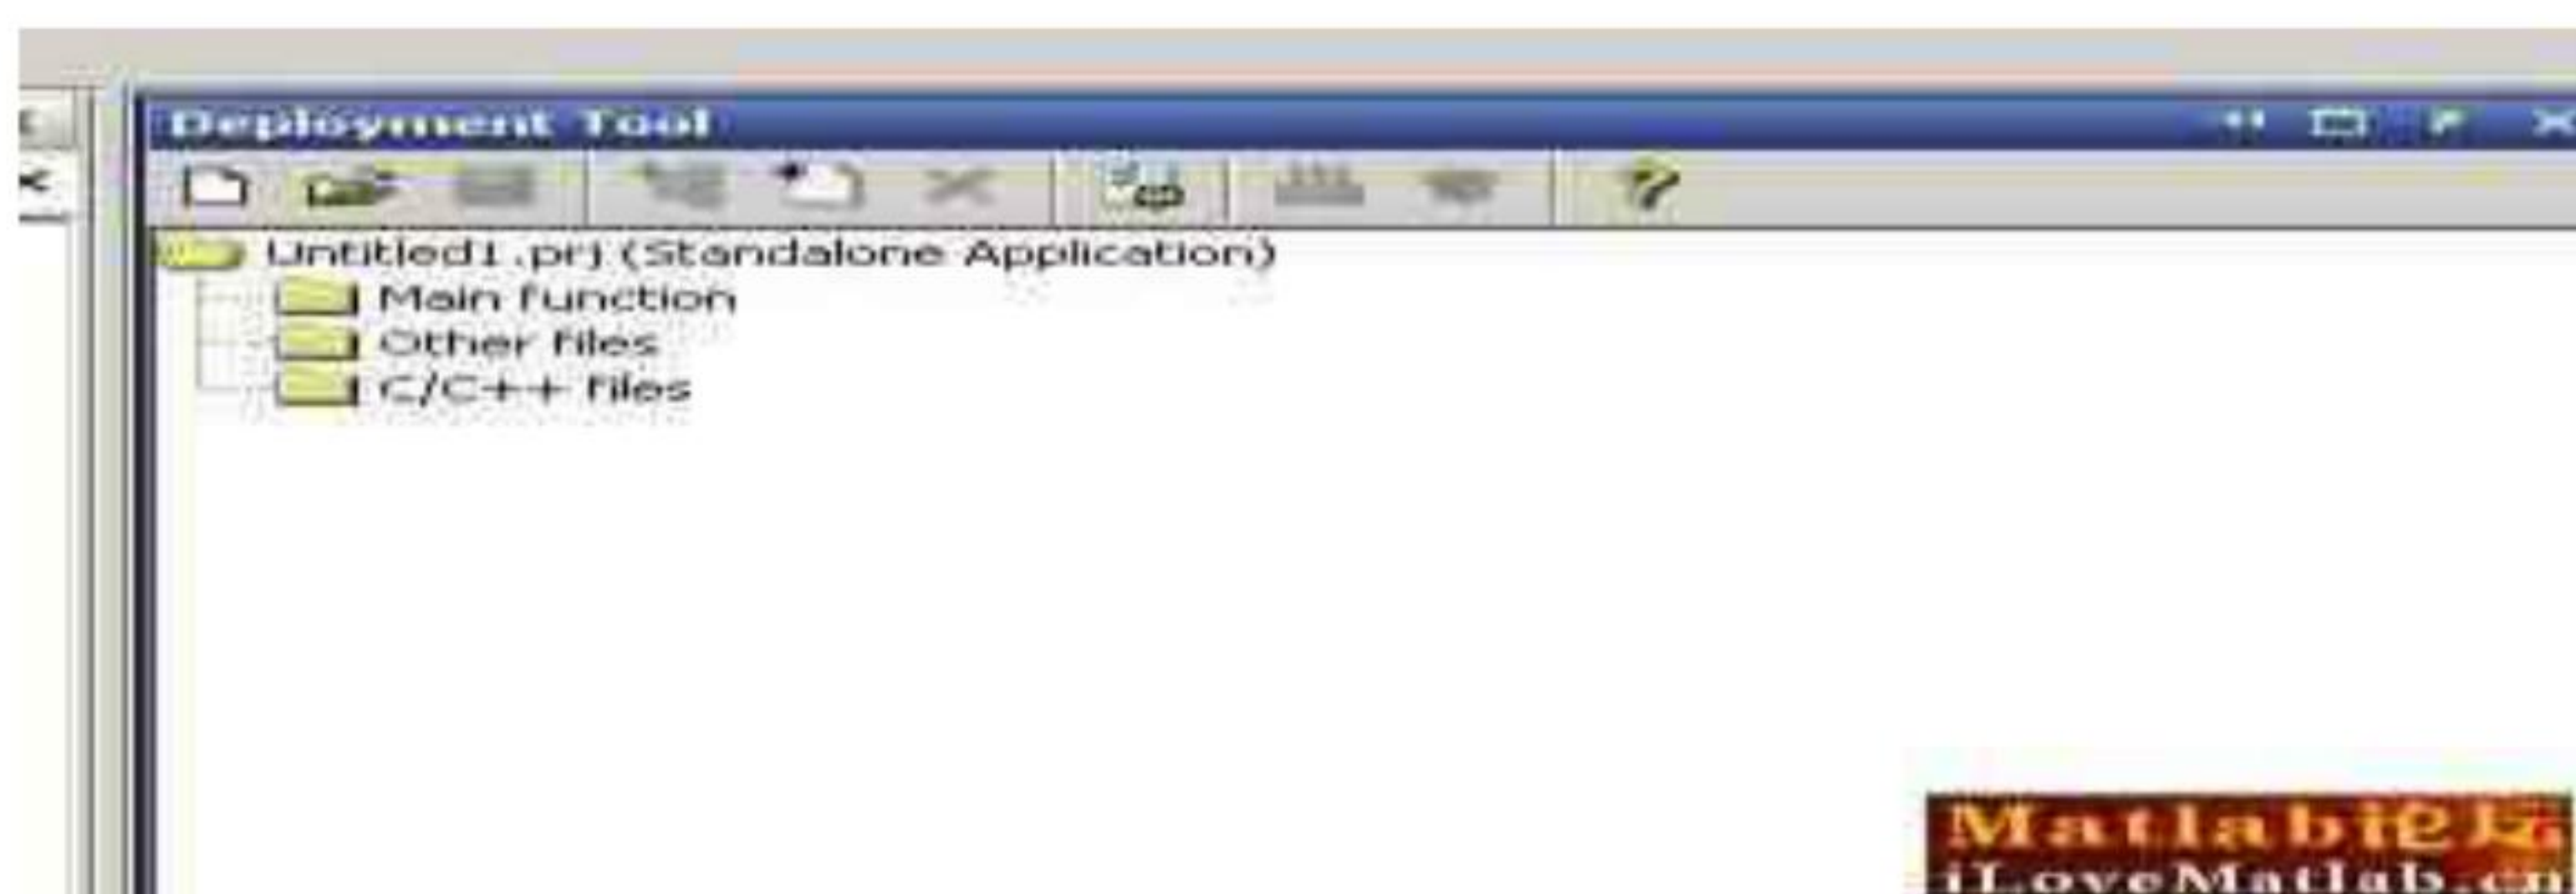 Deployment Tool
Untitled1.prj (Standalone Application)
Main function
Other files
C/C++ files
Matlab论坛
iLoveMatlab.cn